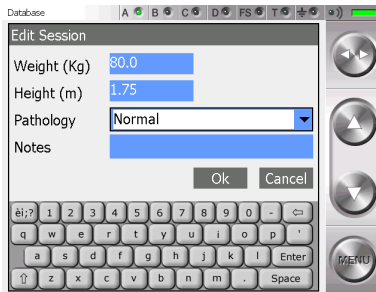 Database A B C D FS T
Edit Session
Weight (Kg) 80.0
Height (m) 1.75
Pathology Normal
Notes
Ok Cancel
èi;? 1 2 3 4 5 6 7 8 9 0 -
q w e r t y u i o p '
a s d f g h j k l Enter
z x c v b n m . Space
MENU